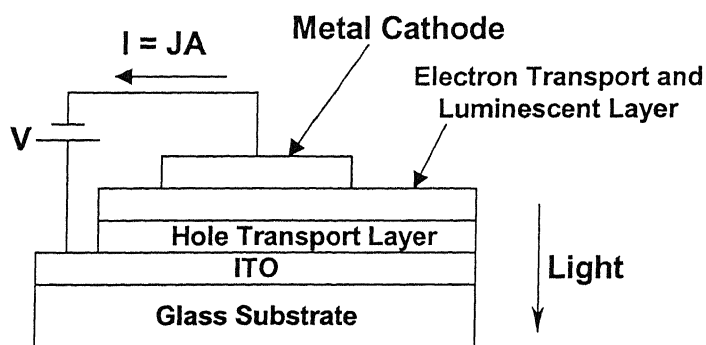 I = JA
Metal Cathode
Electron Transport and
Luminescent Layer
V
Hole Transport Layer
ITO
Light
Glass Substrate